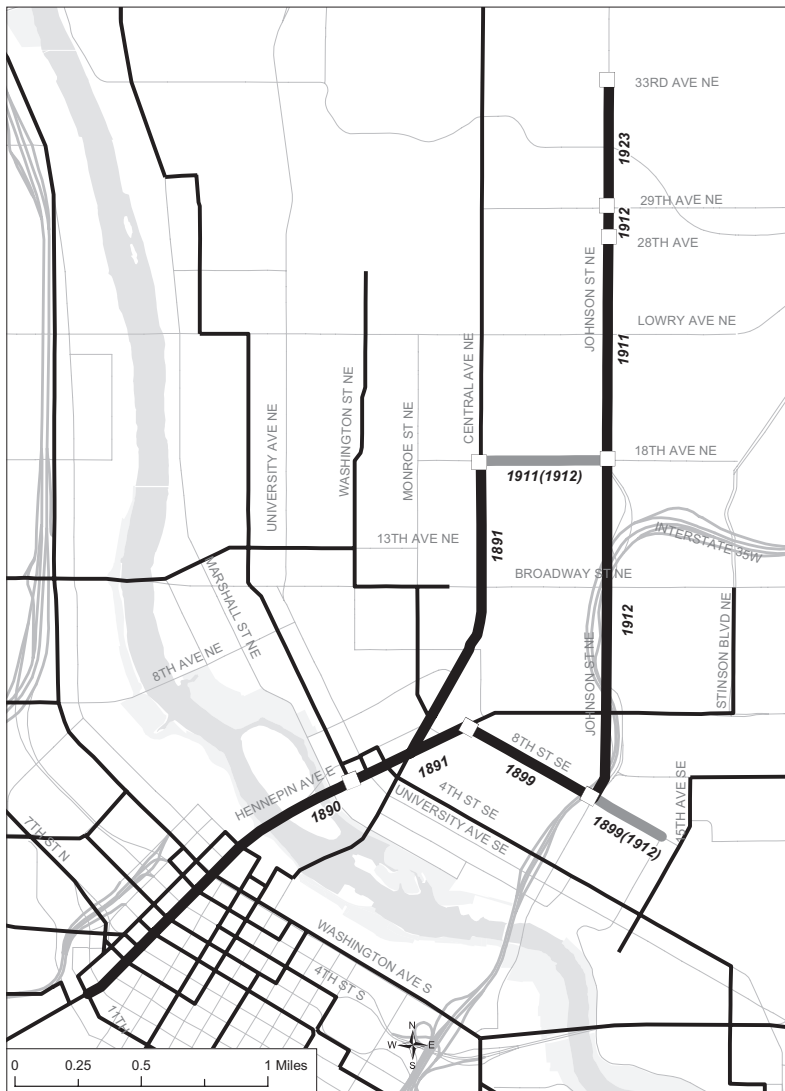 33RD AVE NE
1923
29TH AVE NE
1912
28TH AVE
JOHNSON ST NE
LOWRY AVE NE
1911
CENTRAL AVE NE
WASHINGTON ST NE
MONROE ST NE
UNIVERSITY AVE NE
18TH AVE NE
1911(1912)
13TH AVE NE
1891
INTERSTATE 35W
BROADWAY ST NE
MARSHALL ST NE
1912
STINSON BLVD NE
8TH AVE NE
JOHNSON ST NE
8TH ST SE
1899
1891
HENNEPIN AVE E
1890
4TH ST SE
UNIVERSITY AVE SE
15TH AVE SE
1899(1912)
7TH ST N
WASHINGTON AVE S
4TH ST S
11TH
N
W E
S
0 0.25 0.5 1 Miles